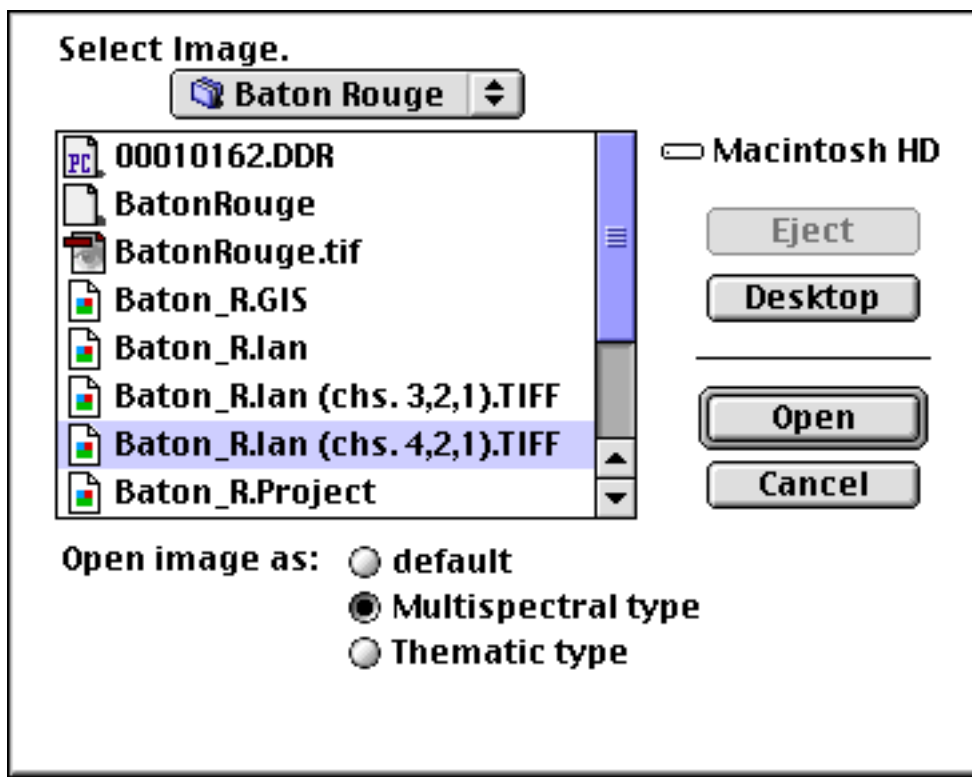 Select Image.
Baton Rouge
00010162.DDR
BatonRouge
BatonRouge.tif
Baton_R.GIS
Baton_R.lan
Baton_R.lan (chs. 3,2,1).TIFF
Baton_R.lan (chs. 4,2,1).TIFF
Baton_R.Project
Macintosh HD
Eject
Desktop
Open
Cancel
Open image as:
default
Multispectral type
Thematic type